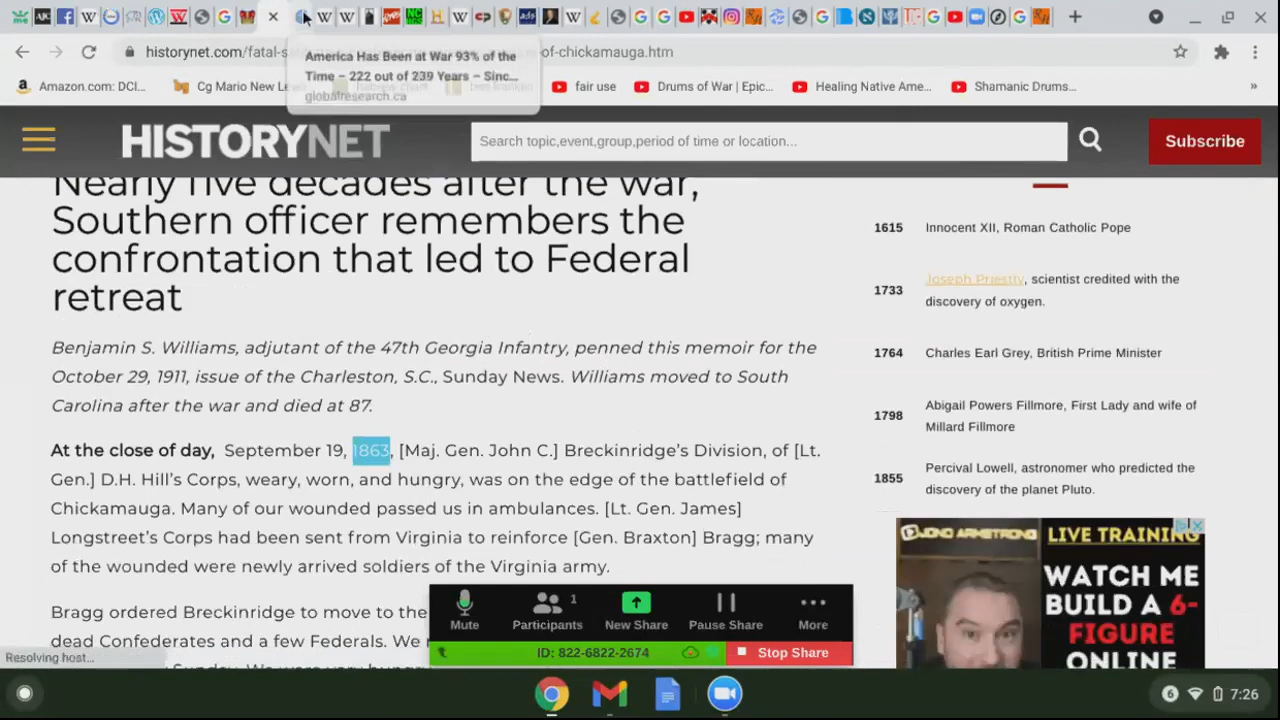 historynet.com/fatal-s
of-chickamauga.htm
America Has Been at War 93% of the
Time – 222 out of 239 Years – Sinc...
globalresearch.ca
Amazon.com: DCI...
Cg Mario New Le
fair use
Drums of War | Epic...
Healing Native Ame...
Shamanic Drums...
»
HISTORYNET
Search topic,event,group,period of time or location...
Subscribe
Nearly five decades after the war,
Southern officer remembers the
confrontation that led to Federal
retreat
Benjamin S. Williams, adjutant of the 47th Georgia Infantry, penned this memoir for the
October 29, 1911, issue of the Charleston, S.C., Sunday News. Williams moved to South
Carolina after the war and died at 87.
At the close of day, September 19, 1863, [Maj. Gen. John C.] Breckinridge's Division, of [Lt.
Gen.] D.H. Hill's Corps, weary, worn, and hungry, was on the edge of the battlefield of
Chickamauga. Many of our wounded passed us in ambulances. [Lt. Gen. James]
Longstreet's Corps had been sent from Virginia to reinforce [Gen. Braxton] Bragg; many
of the wounded were newly arrived soldiers of the Virginia army.
Bragg ordered Breckinridge to move to the
dead Confederates and a few Federals. We
1615 Innocent XII, Roman Catholic Pope
1733 Joseph Priestly, scientist credited with the
discovery of oxygen.
1764 Charles Earl Grey, British Prime Minister
1798 Abigail Powers Fillmore, First Lady and wife of
Millard Fillmore
1855 Percival Lowell, astronomer who predicted the
discovery of the planet Pluto.
LIVE TRAINING
WATCH ME
BUILD A 6-
FIGURE
ONLINE
Mute
Participants 1
New Share
Pause Share
More
ID: 822-6822-2674
Stop Share
Resolving host...
6 7:26